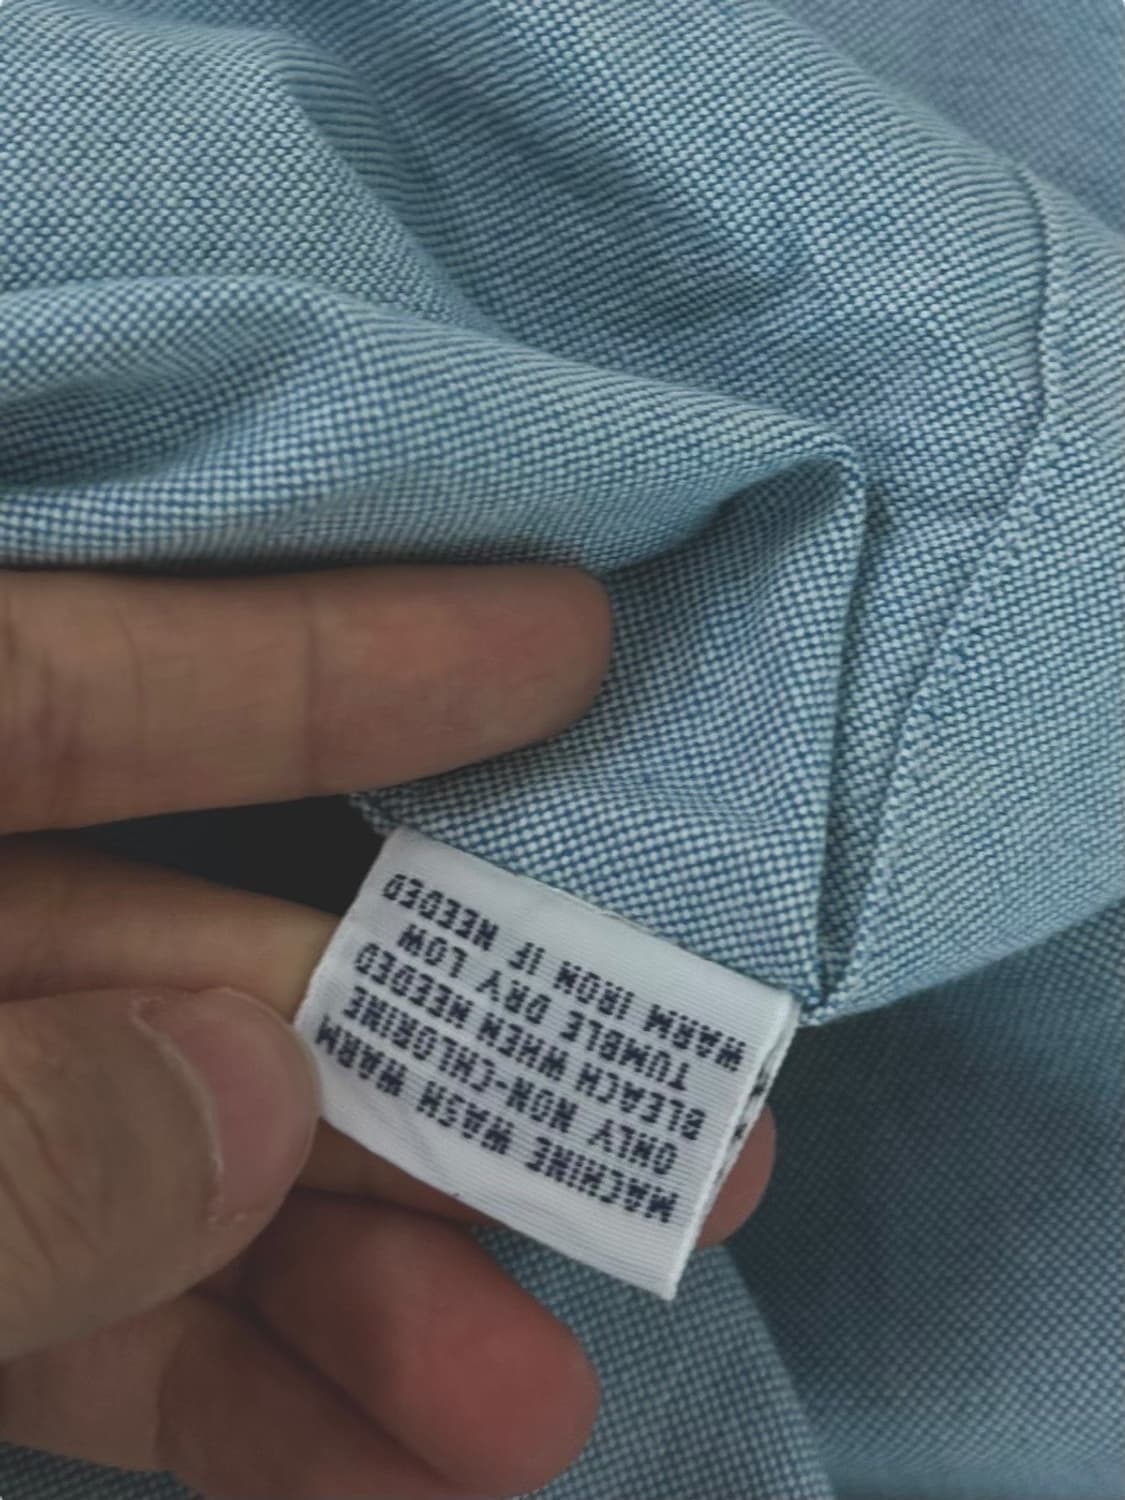 MACHINE WASH WARM
ONLY NON-CHLORINE
BLEACH WHEN NEEDED
TUMBLE DRY LOW
WARM IRON IF NEEDED